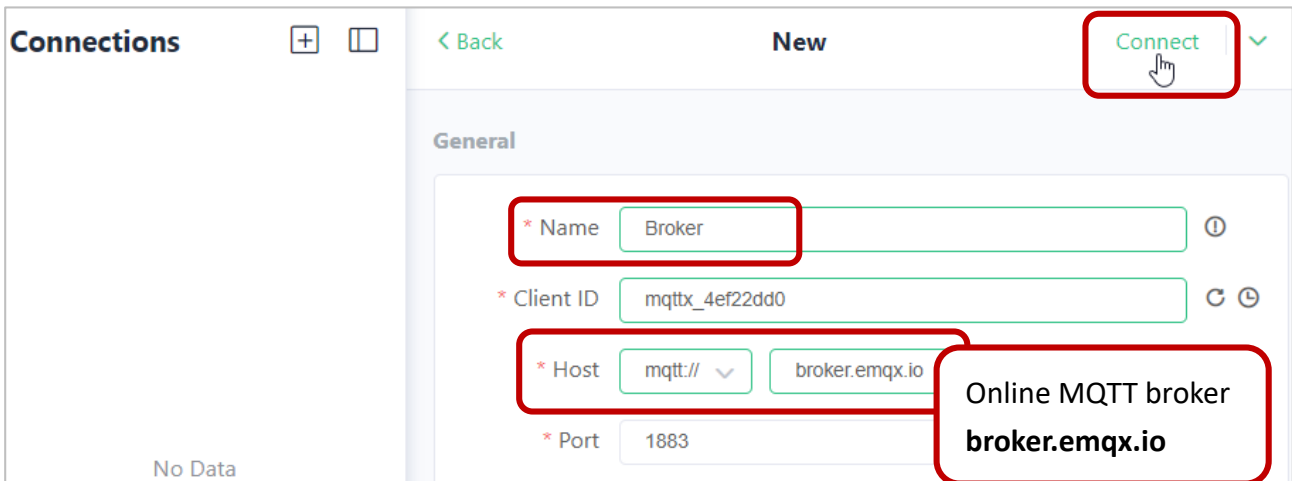 Connections
< Back New Connect
General
* Name Broker
* Client ID mqttx_4ef22dd0
* Host mqtt:// broker.emqx.io
Online MQTT broker
broker.emqx.io
* Port 1883
No Data